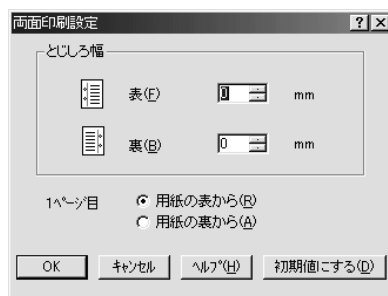 両面印刷設定
とじしろ幅
表(F) 0 mm
裏(B) 0 mm
1ﾍﾟｰｼﾞ目 用紙の表から(R)
用紙の裏から(A)
OK ｷｬﾝｾﾙ ﾍﾙﾌﾟ(H) 初期値にする(D)